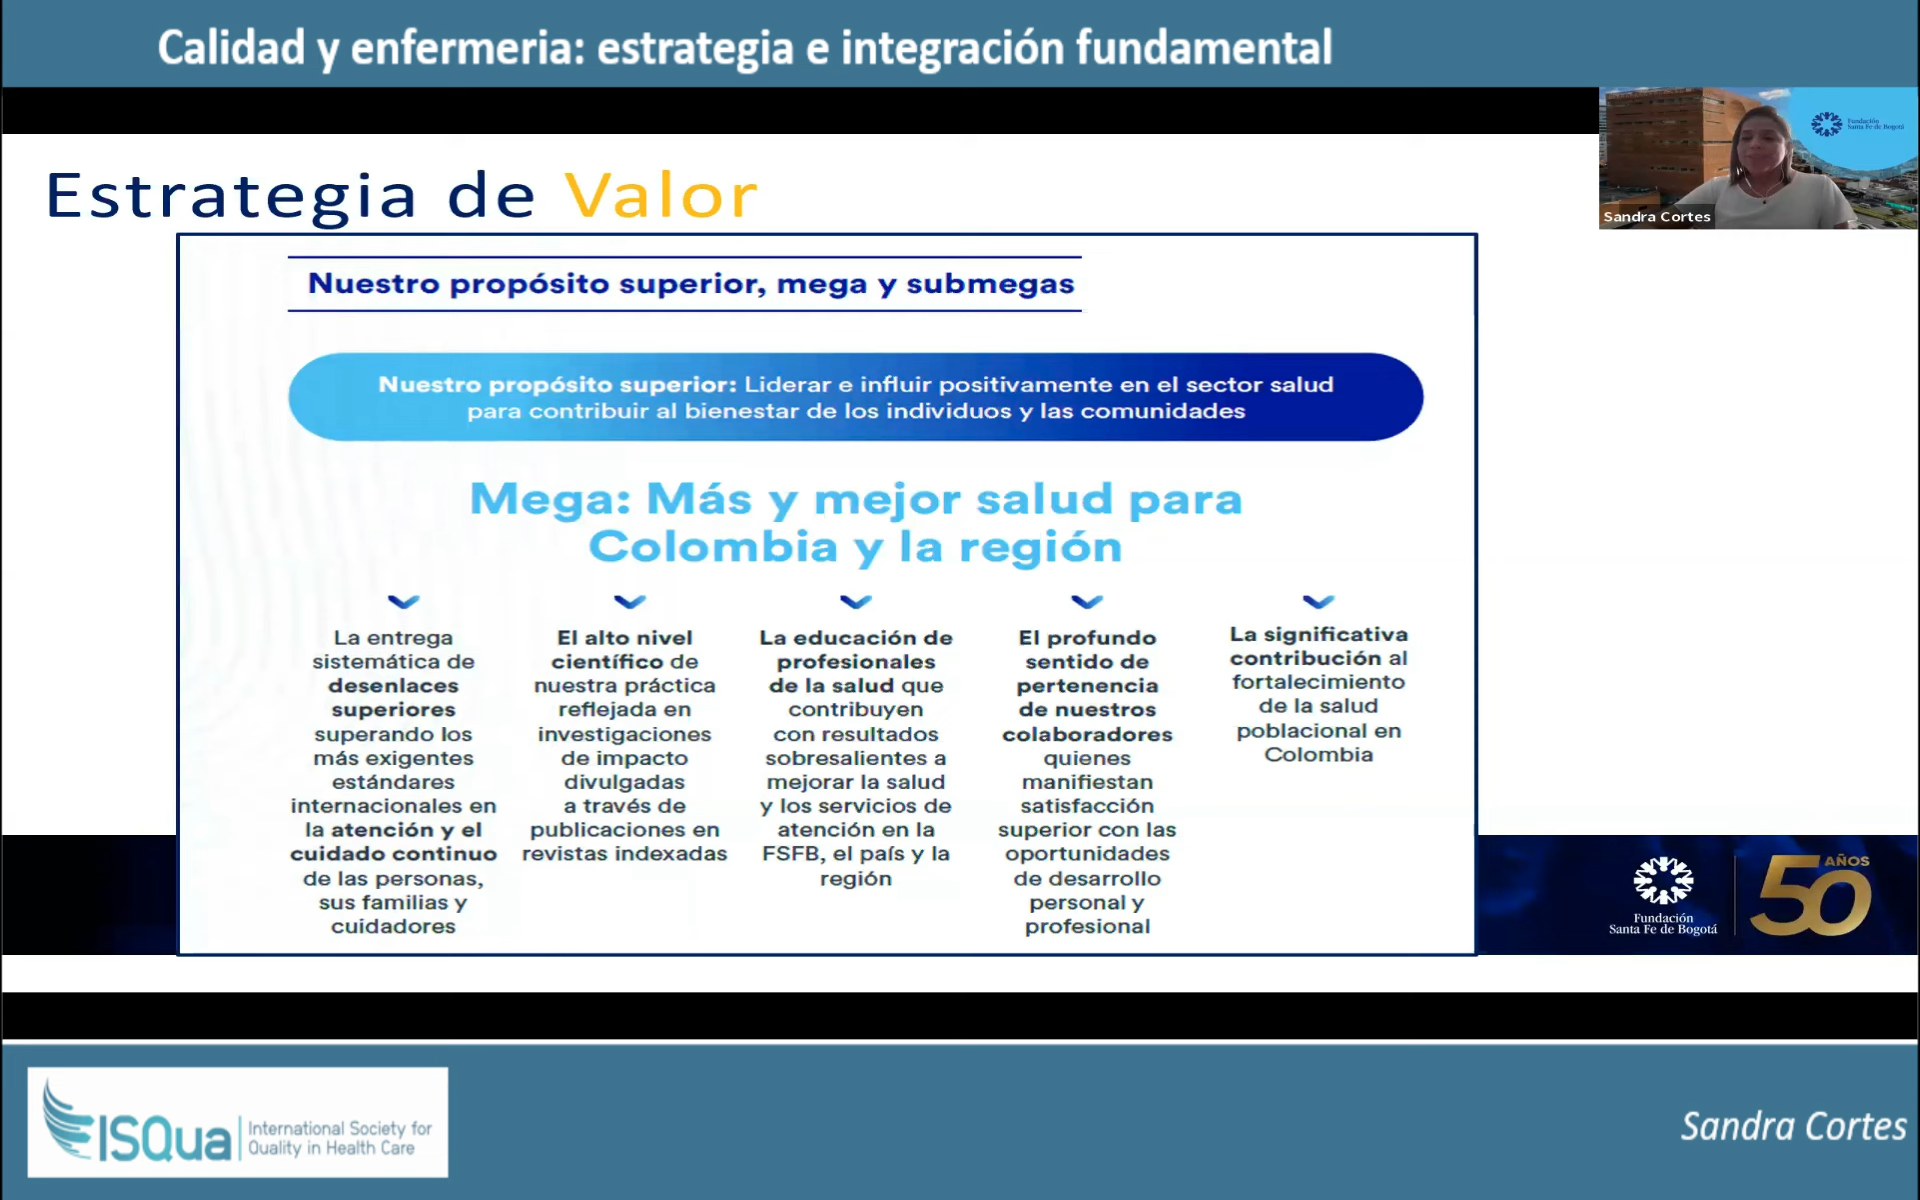 Calidad y enfermeria: estrategia e integración fundamental
Fundación
Santa Fe de Bogotá
Sandra Cortes
Estrategia de Valor
Nuestro propósito superior, mega y submegas
Nuestro propósito superior: Liderar e influir positivamente en el sector salud
para contribuir al bienestar de los individuos y las comunidades
Mega: Más y mejor salud para
Colombia y la región
La entrega
sistemática de
desenlaces
superiores
superando los
más exigentes
estándares
internacionales en
la atención y el
cuidado continuo
de las personas,
sus familias y
cuidadores
El alto nivel
científico de
nuestra práctica
reflejada en
investigaciones
de impacto
divulgadas
a través de
publicaciones en
revistas indexadas
La educación de
profesionales
de la salud que
contribuyen
con resultados
sobresalientes a
mejorar la salud
y los servicios de
atención en la
FSFB, el país y la
región
El profundo
sentido de
pertenencia
de nuestros
colaboradores
quienes
manifiestan
satisfacción
superior con las
oportunidades
de desarrollo
personal y
profesional
La significativa
contribución al
fortalecimiento
de la salud
poblacional en
Colombia
Fundación
Santa Fe de Bogotá
50 AÑOS
ISQua
International Society for
Quality in Health Care
Sandra Cortes